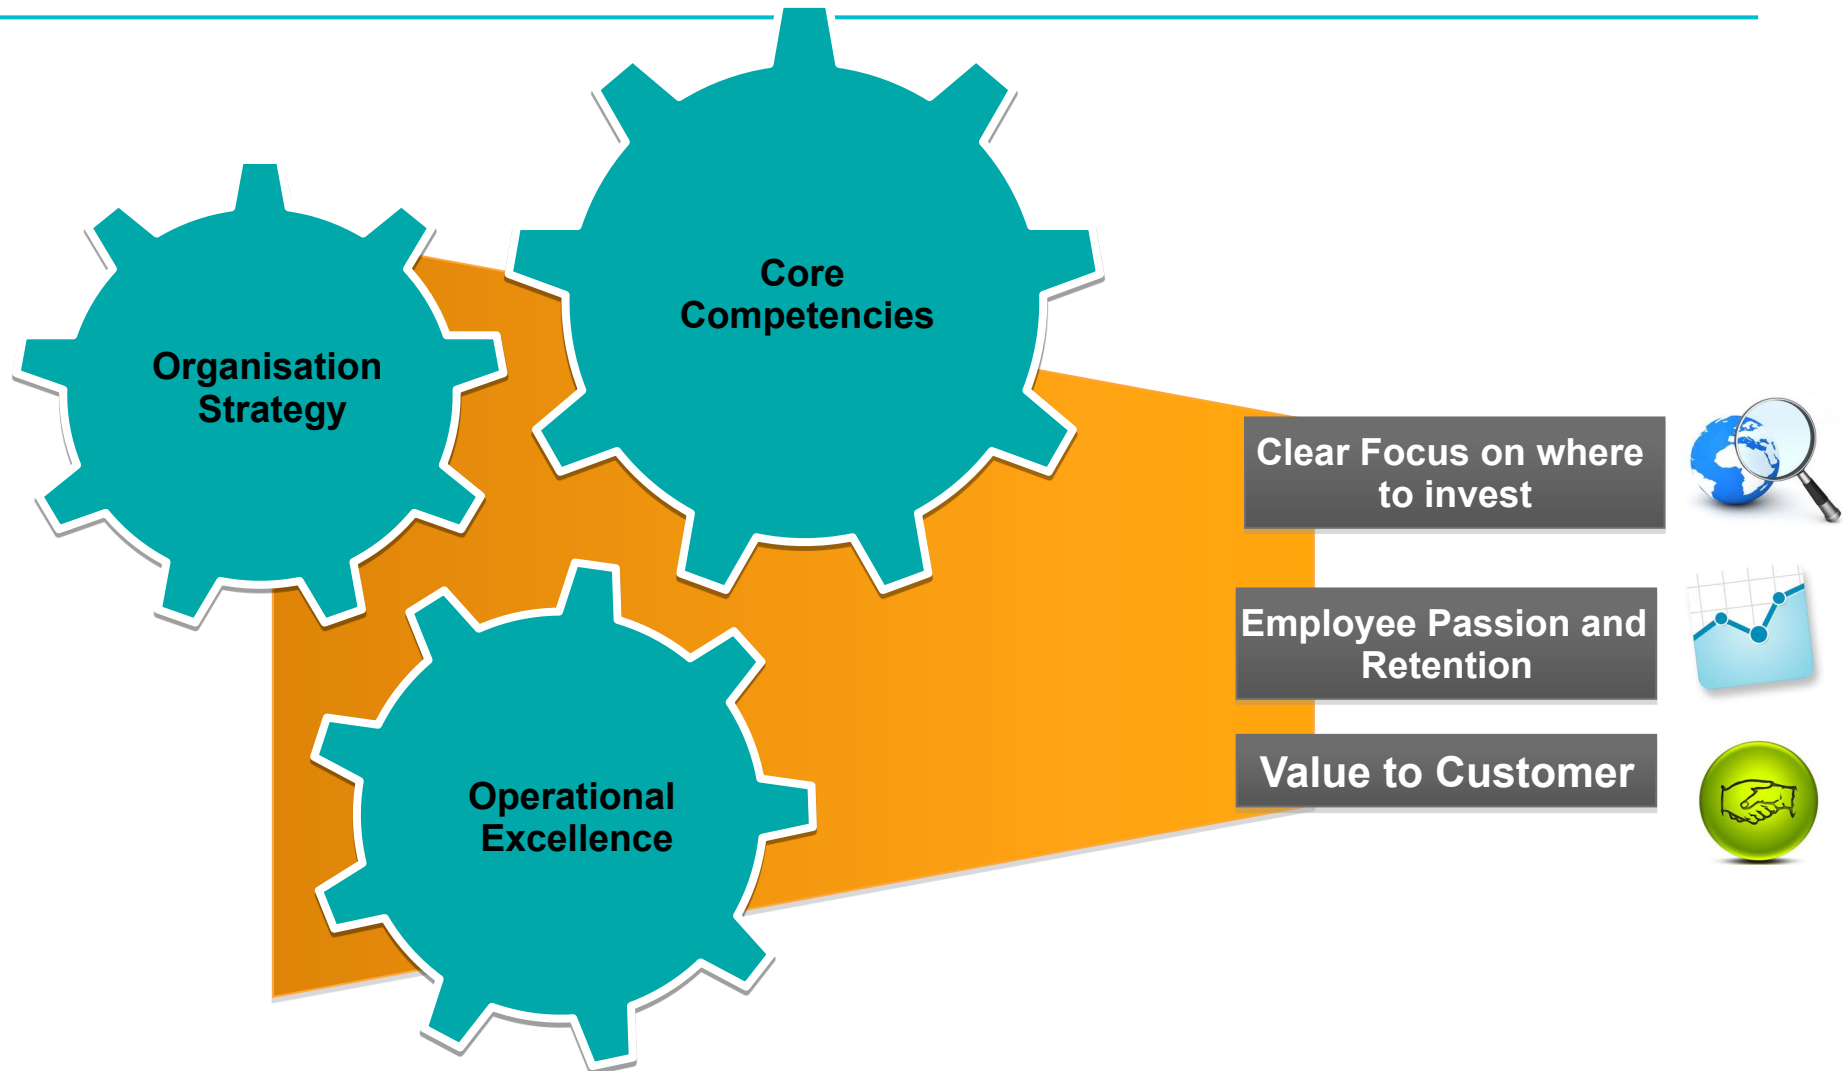 Core
Competencies
Organisation
Strategy
Operational
Excellence
Clear Focus on where
to invest
Employee Passion and
Retention
Value to Customer